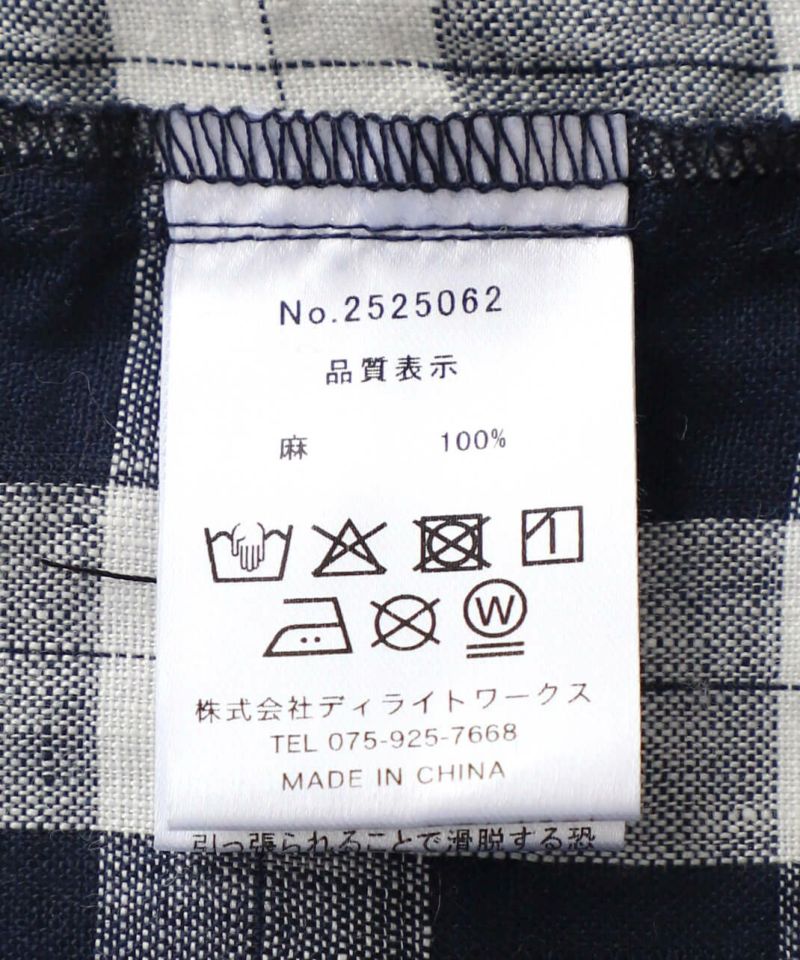 No.2525062
品質表示
麻 100%
W
株式会社ディライトワークス
TEL 075-925-7668
MADE IN CHINA
引っ張られることで滑脱する恐